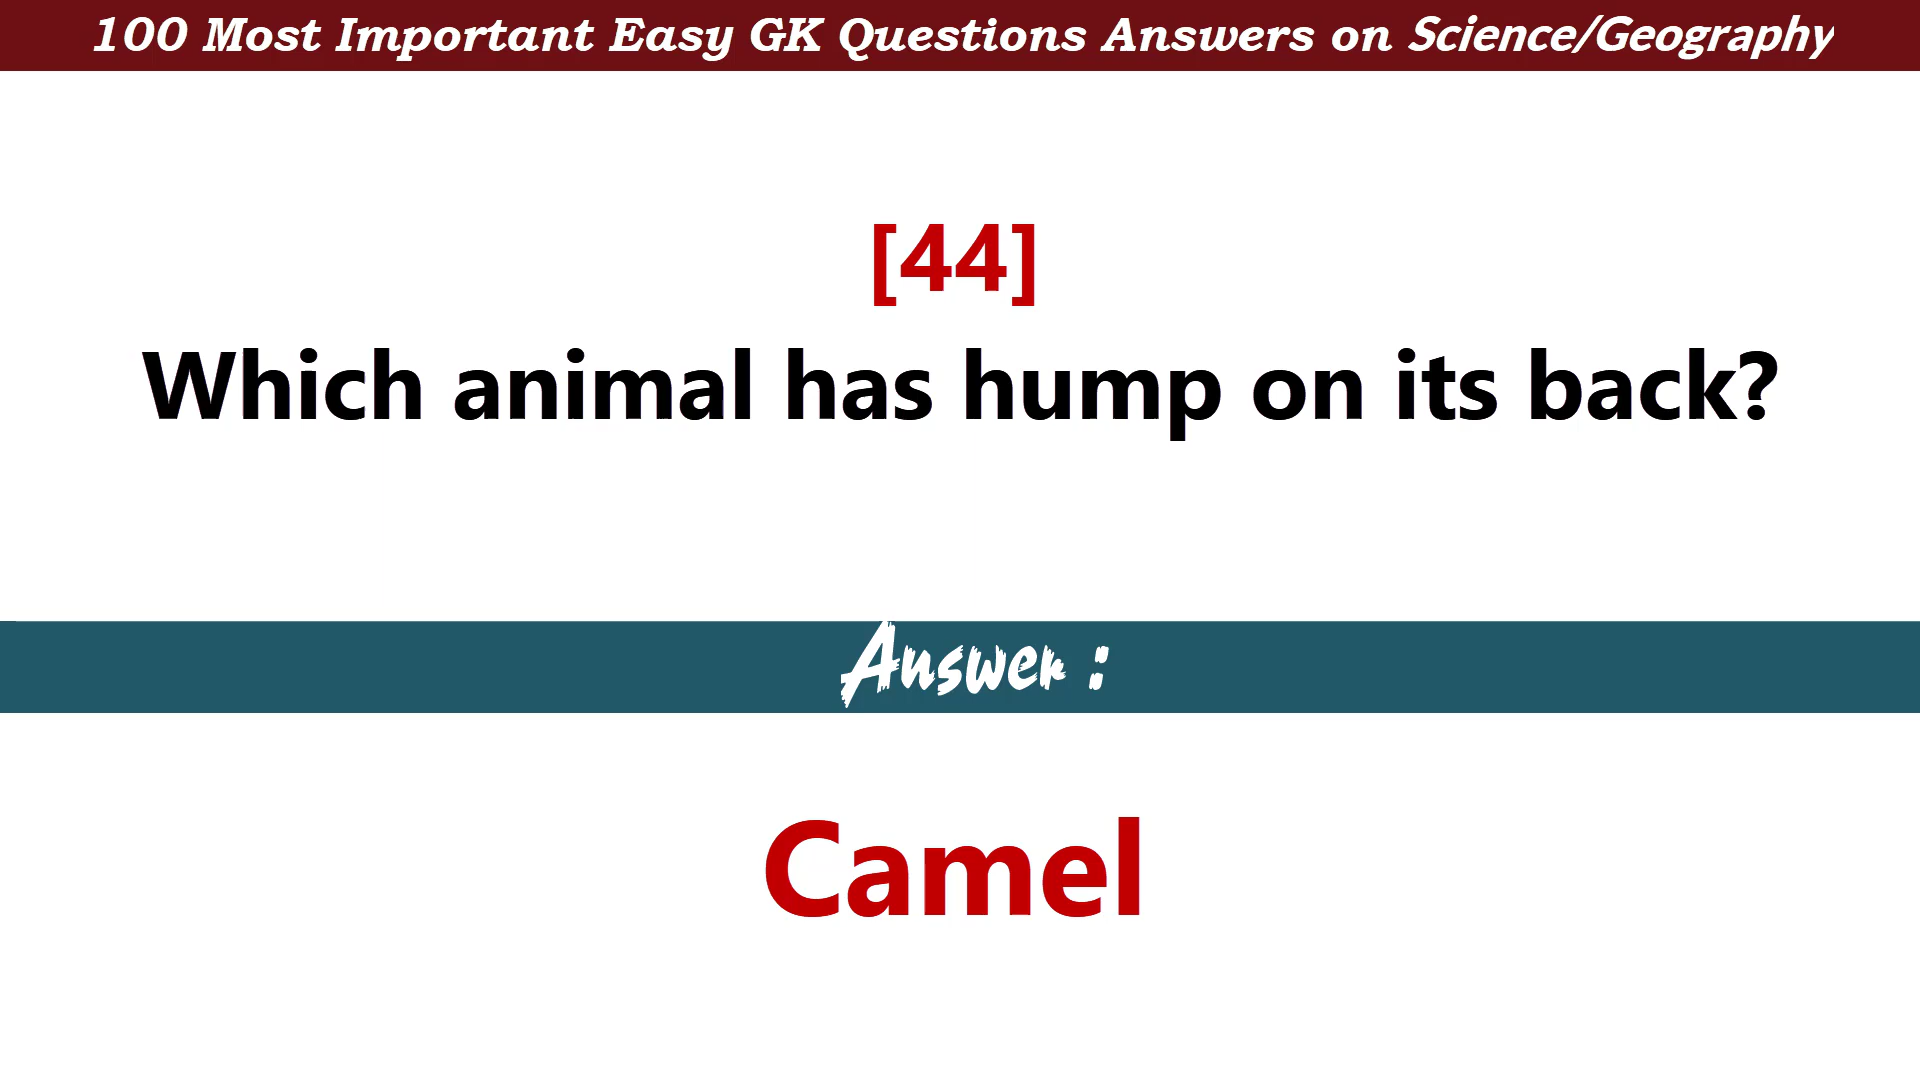 100 Most Important Easy GK Questions Answers on Science/Geography
[44]
Which animal has hump on its back?
Answer :
Camel